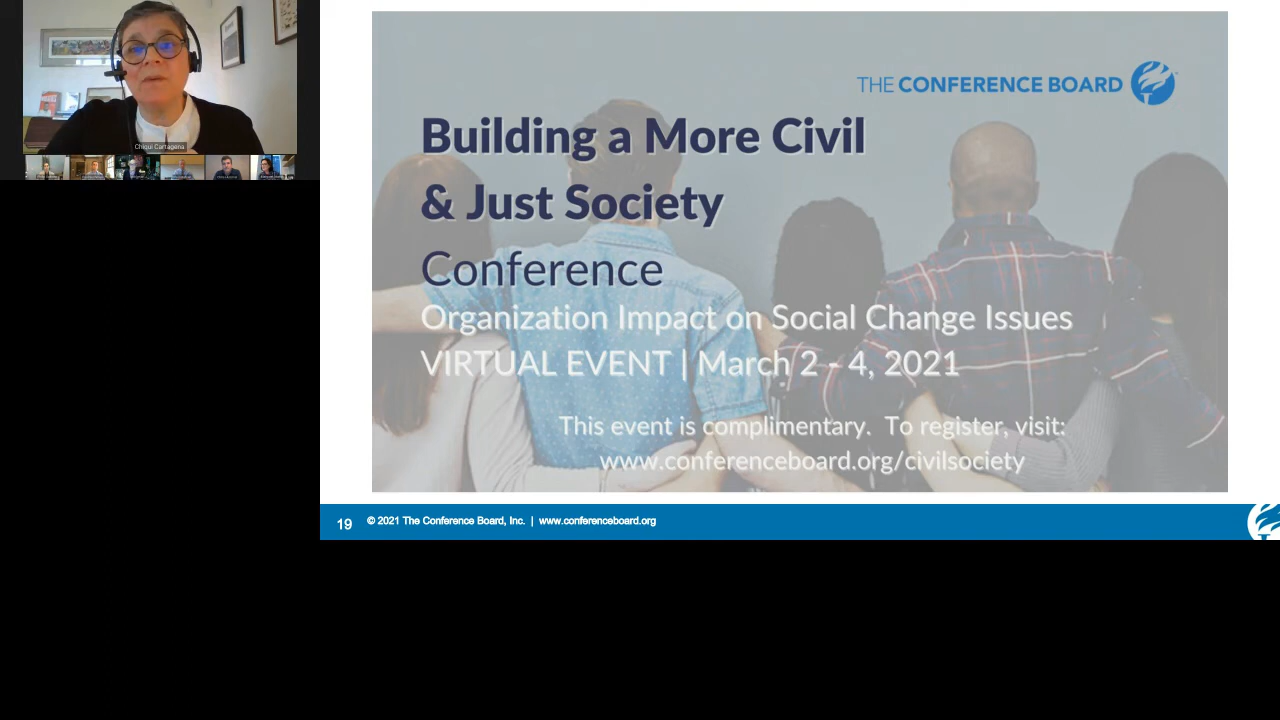 Chiqui Cartagena
THE CONFERENCE BOARD
Building a More Civil
& Just Society
Conference
Organization Impact on Social Change Issues
VIRTUAL EVENT | March 2 - 4, 2021
This event is complimentary. To register, visit:
www.conferenceboard.org/civilsociety
19 © 2021 The Conference Board, Inc. | www.conferenceboard.org